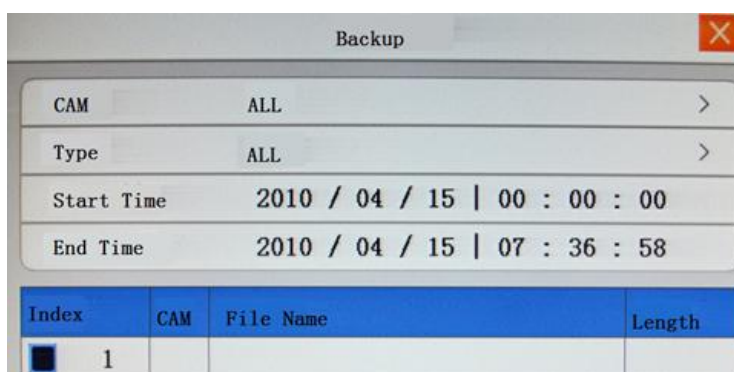 Backup
CAM ALL >
Type ALL >
Start Time 2010 / 04 / 15 | 00 : 00 : 00
End Time 2010 / 04 / 15 | 07 : 36 : 58
Index CAM File Name Length
1